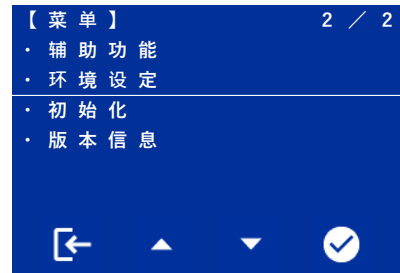 【菜单】 2／2
・辅助功能
・环境设定
・初始化
・版本信息